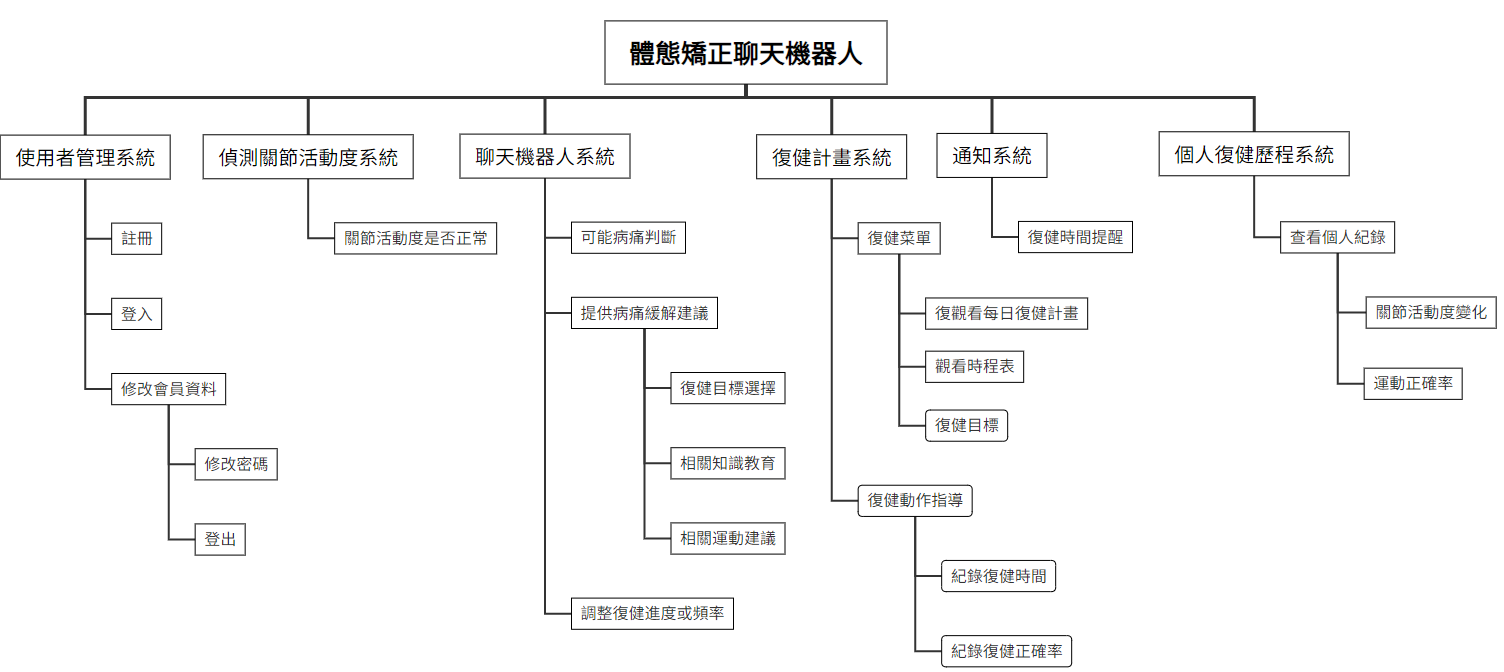 體態矯正聊天機器人
使用者管理系統
註冊
登入
修改會員資料
修改密碼
登出
偵測關節活動度系統
關節活動度是否正常
聊天機器人系統
可能病痛判斷
提供病痛緩解建議
復健目標選擇
相關知識教育
相關運動建議
調整復健進度或頻率
復健計畫系統
復健菜單
復觀看每日復健計畫
觀看時程表
復健目標
復健動作指導
紀錄復健時間
紀錄復健正確率
通知系統
復健時間提醒
個人復健歷程系統
查看個人紀錄
關節活動度變化
運動正確率